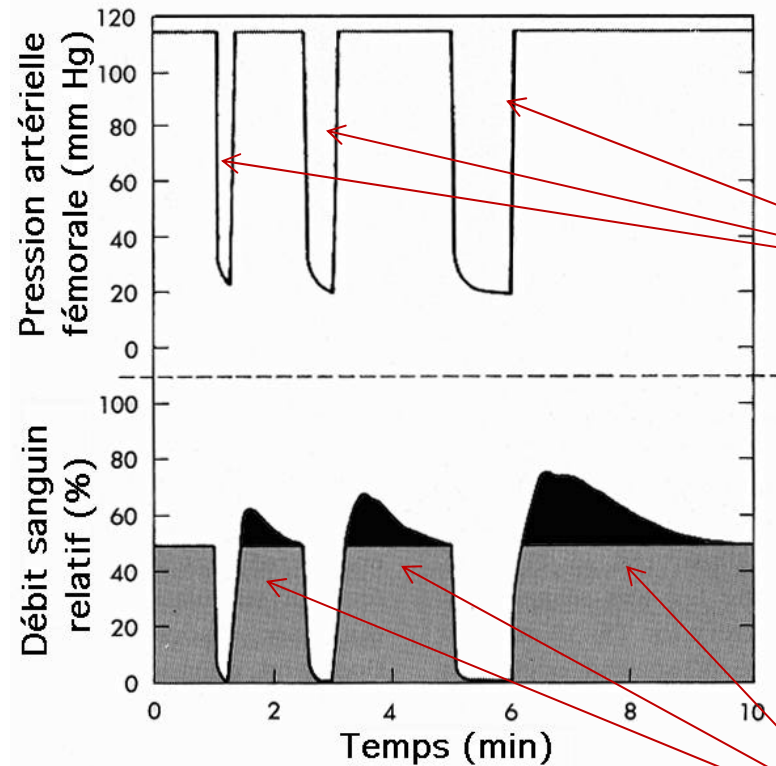 Pression artérielle
fémorale (mm Hg)
120
100
80
60
40
20
0
Débit sanguin
relatif (%)
100
80
60
40
20
0
0 2 4 6 8 10
Temps (min)